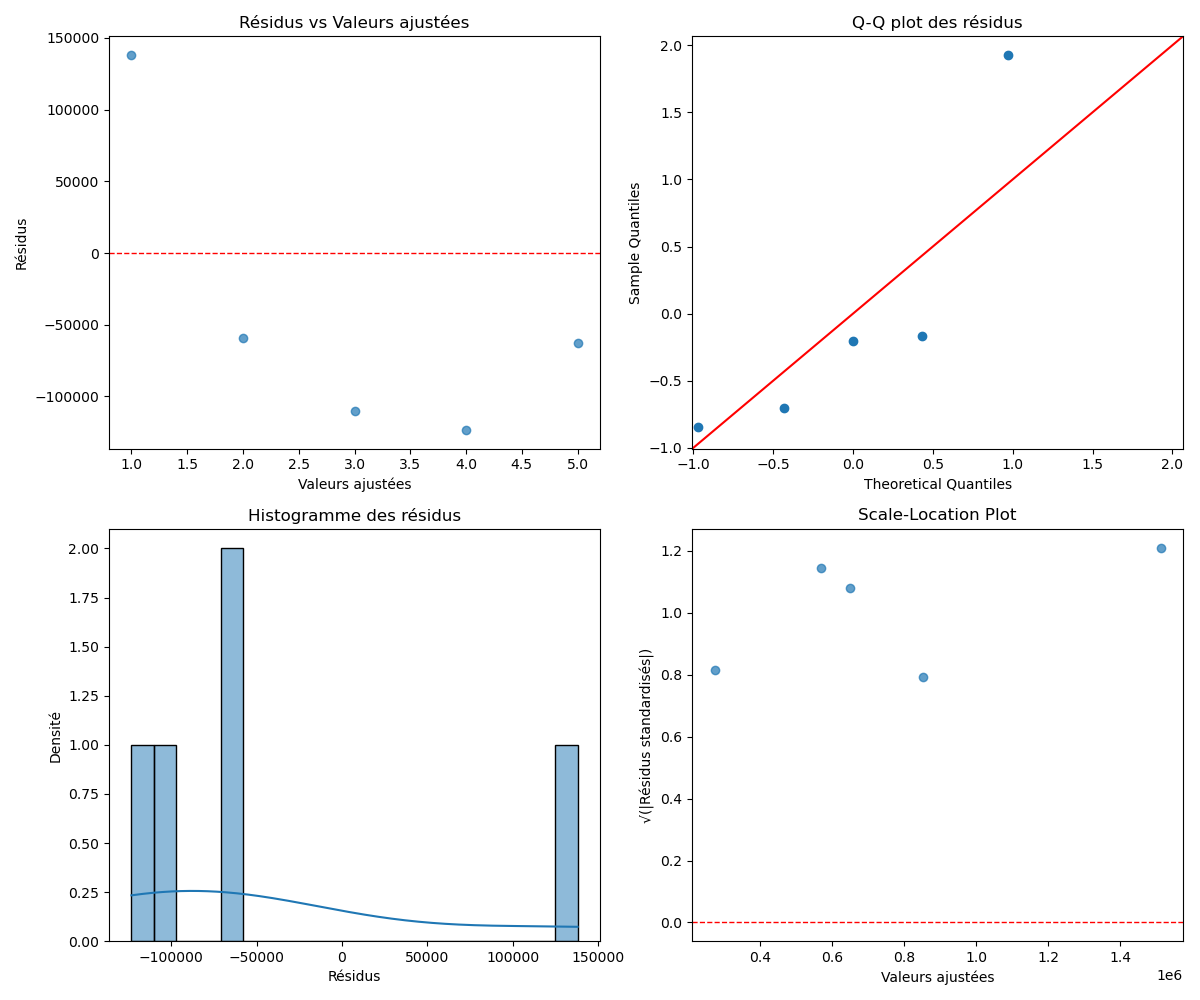 Résidus vs Valeurs ajustées
150000
100000
50000
0
−50000
−100000
1.0 1.5 2.0 2.5 3.0 3.5 4.0 4.5 5.0
Valeurs ajustées
Résidus
Q-Q plot des résidus
2.0
1.5
1.0
0.5
0.0
−0.5
−1.0
−1.0 −0.5 0.0 0.5 1.0 1.5 2.0
Theoretical Quantiles
Sample Quantiles
Histogramme des résidus
2.00
1.75
1.50
1.25
1.00
0.75
0.50
0.25
0.00
−100000 −50000 0 50000 100000 150000
Résidus
Densité
Scale-Location Plot
1.2
1.0
0.8
0.6
0.4
0.2
0.0
0.4 0.6 0.8 1.0 1.2 1.4
1e6
Valeurs ajustées
√(|Résidus standardisés|)